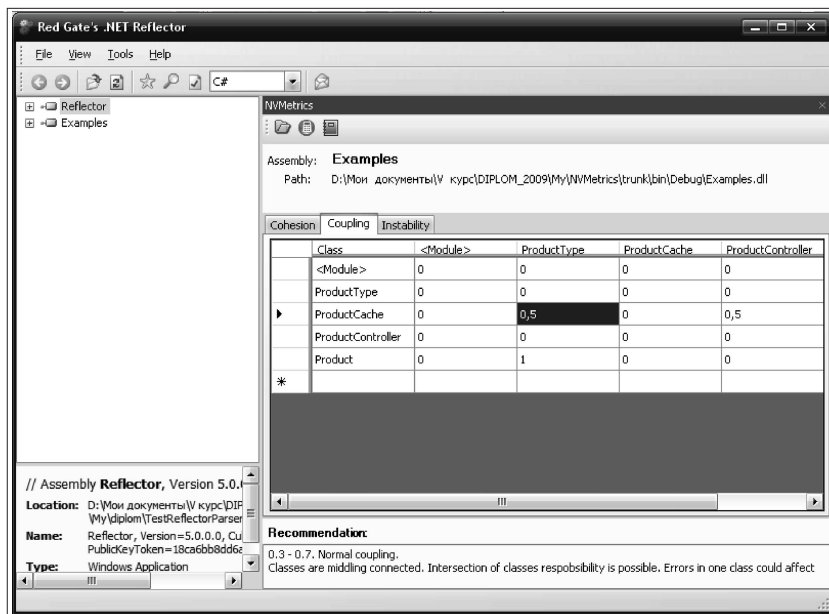 Red Gate's .NET Reflector
File View Tools Help
C#
Reflector
Examples
NVMetrics
Assembly: Examples
Path: D:\Мои документы\V курс\DIPLOM_2009\My\NVMetrics\trunk\bin\Debug\Examples.dll
Cohesion Coupling Instability
Class <Module> ProductType ProductCache ProductController
<Module> 0 0 0 0
ProductType 0 0 0 0
ProductCache 0 0,5 0 0,5
ProductController 0 0 0 0
Product 0 1 0 0
// Assembly Reflector, Version 5.0.0
Location: D:\Мои документы\V курс\DIP
\My\diplom\TestReflectorParser
Name: Reflector, Version=5.0.0.0, Cu
PublicKeyToken=18ca6bb8dd6a
Type: Windows Application
Recommendation:
0.3 - 0.7. Normal coupling.
Classes are middling connected. Intersection of classes respobsibility is possible. Errors in one class could affect